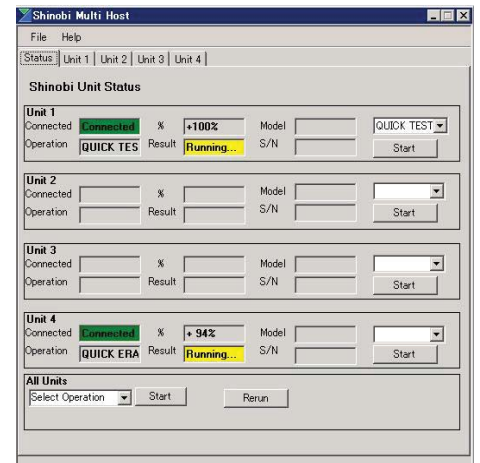 Shinobi Multi Host
File Help
Status Unit 1 Unit 2 Unit 3 Unit 4
Shinobi Unit Status
Unit 1
Connected Connected % +100% Model QUICK TEST
Operation QUICK TES Result Running... S/N Start
Unit 2
Connected % Model
Operation Result S/N Start
Unit 3
Connected % Model
Operation Result S/N Start
Unit 4
Connected Connected % + 94% Model
Operation QUICK ERA Result Running... S/N Start
All Units
Select Operation Start Rerun